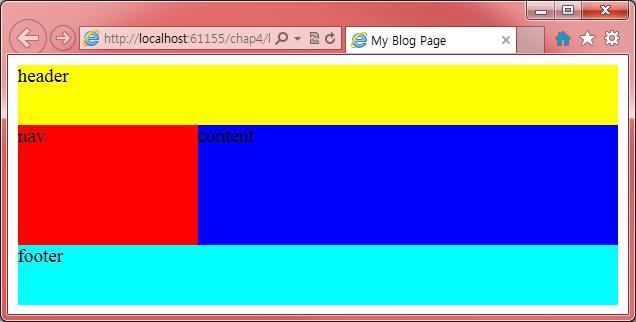 http://localhost:61155/chap4/l
My Blog Page
header
nav
content
footer